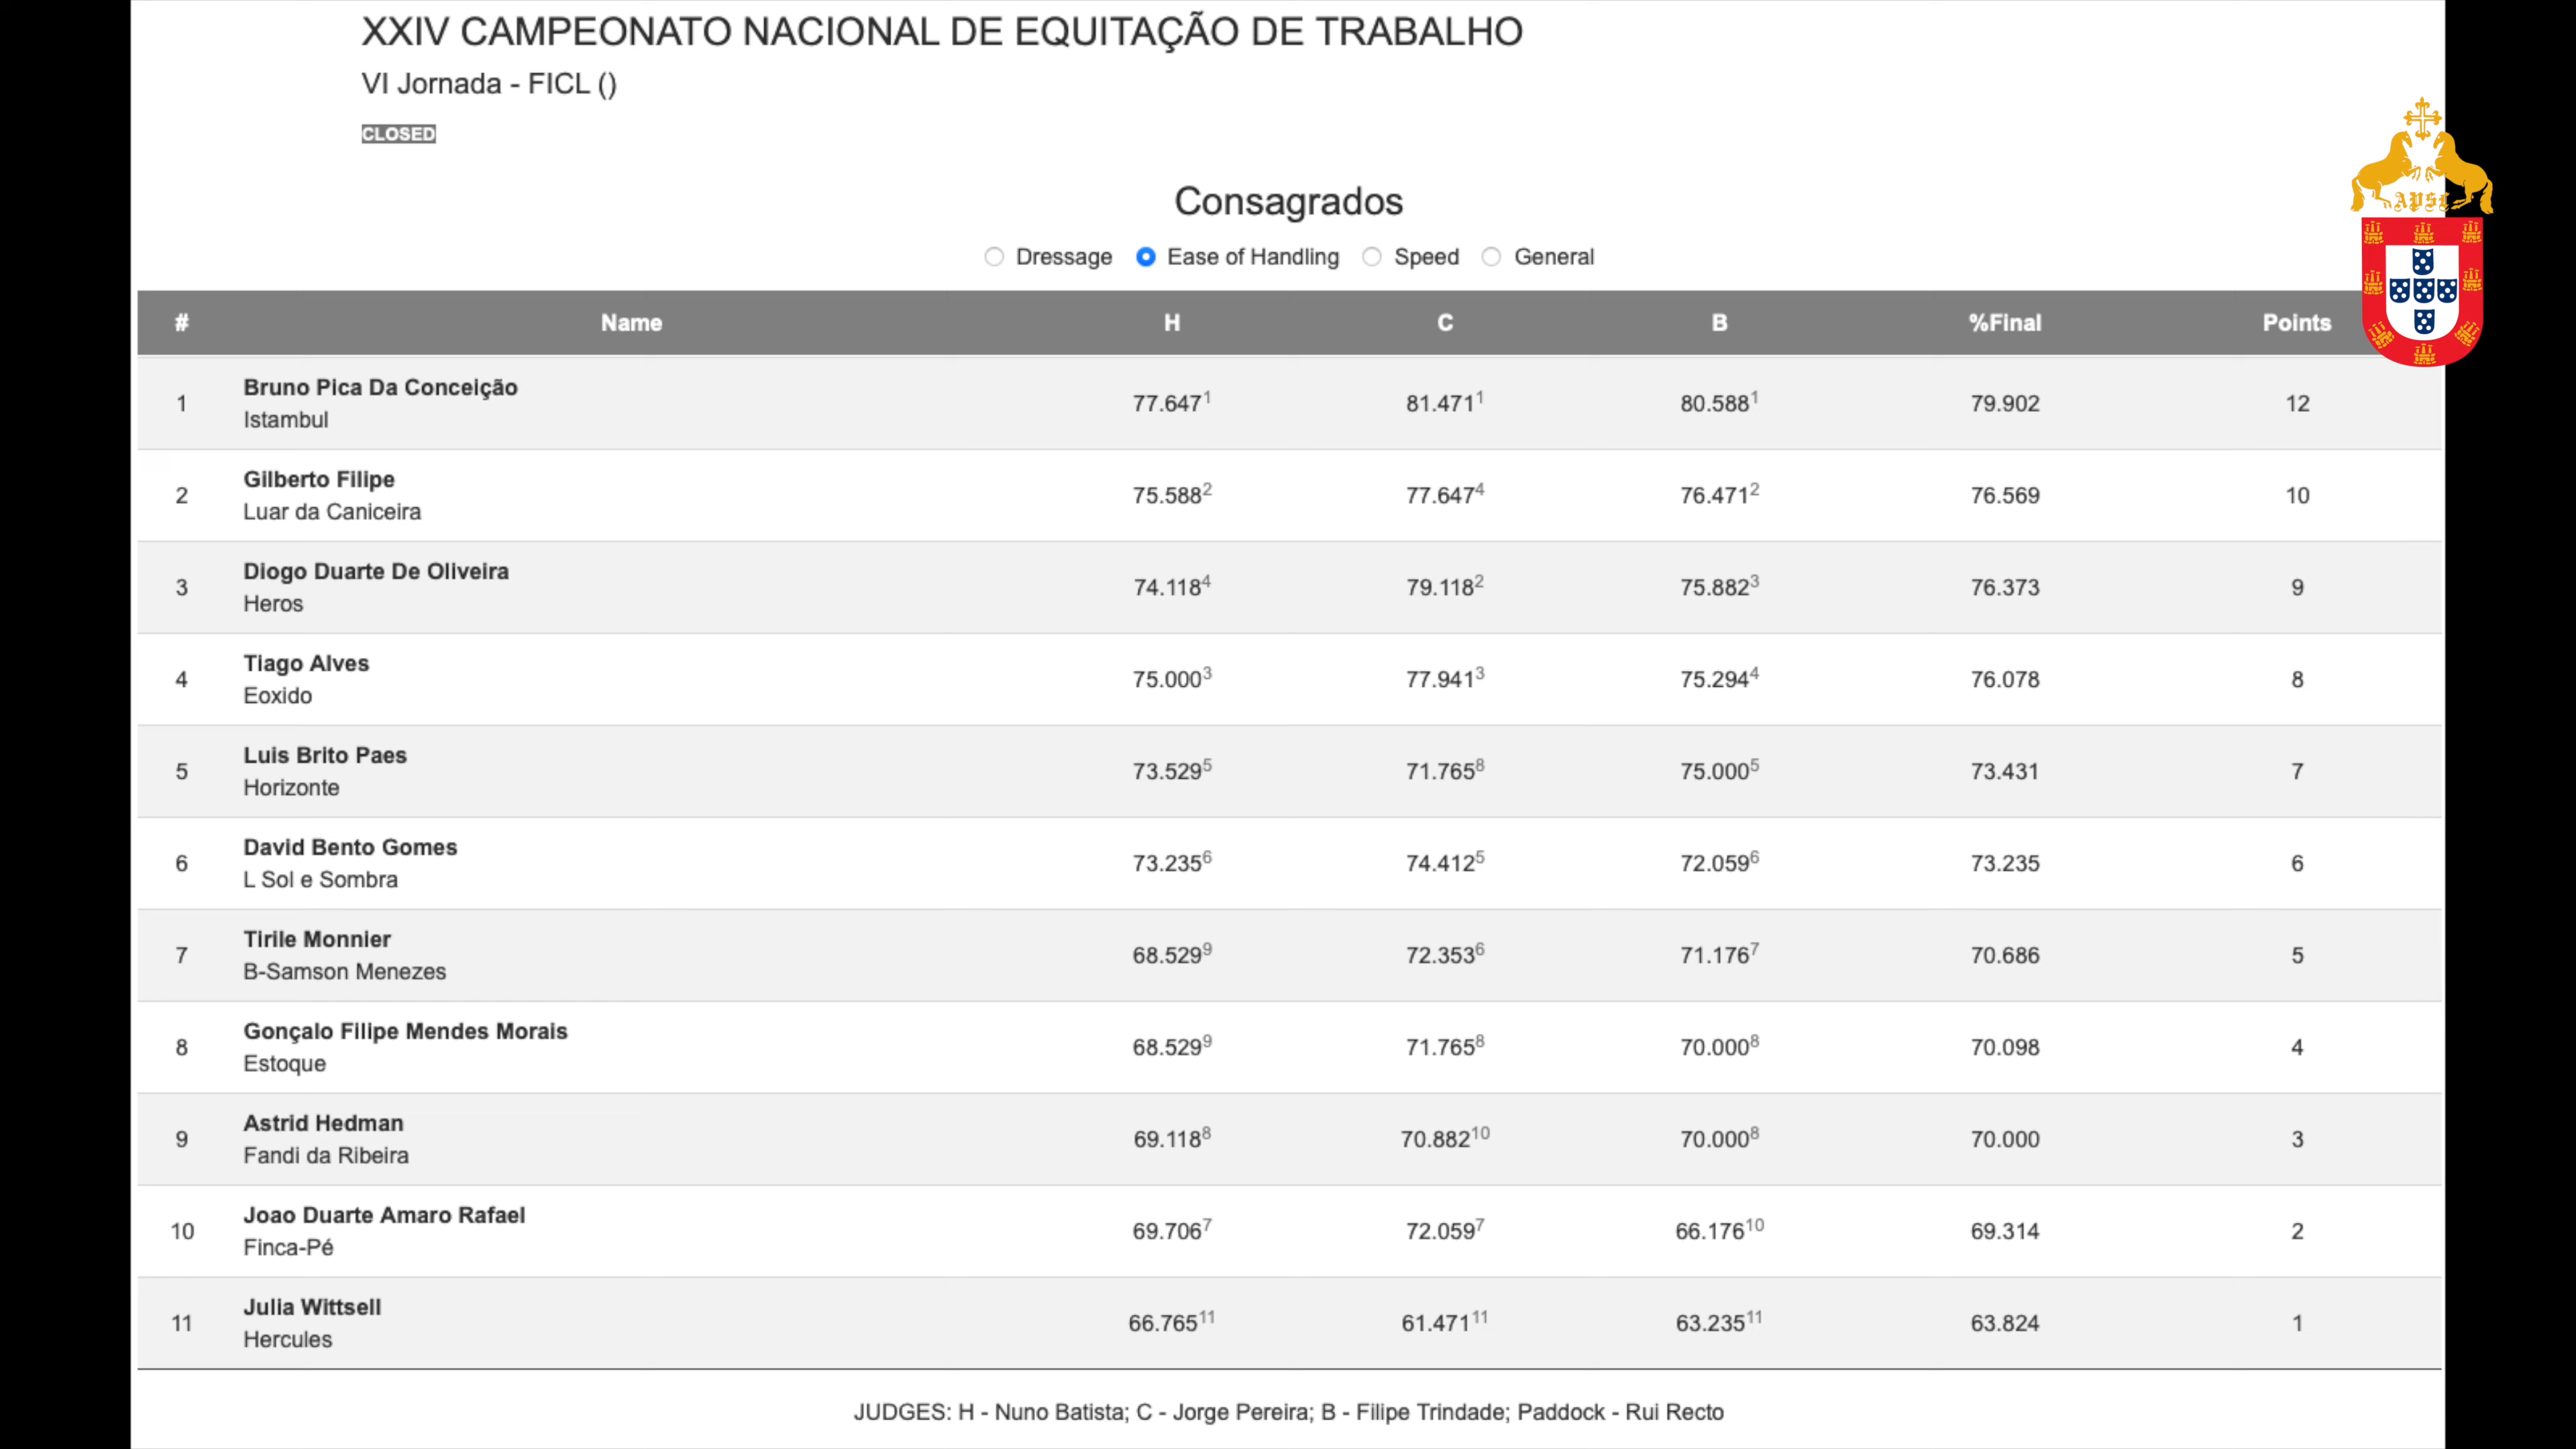 XXIV CAMPEONATO NACIONAL DE EQUITAÇÃO DE TRABALHO
VI Jornada - FICL ()
CLOSED
APSL
Consagrados
Dressage Ease of Handling Speed General
# Name H C B %Final Points
1 Bruno Pica Da Conceição 77.647¹ 81.471¹ 80.588¹ 79.902 12
Istambul
2 Gilberto Filipe 75.588² 77.647⁴ 76.471² 76.569 10
Luar da Caniceira
3 Diogo Duarte De Oliveira 74.118⁴ 79.118² 75.882³ 76.373 9
Heros
4 Tiago Alves 75.000³ 77.941³ 75.294⁴ 76.078 8
Eoxido
5 Luis Brito Paes 73.529⁵ 71.765⁸ 75.000⁵ 73.431 7
Horizonte
6 David Bento Gomes 73.235⁶ 74.412⁵ 72.059⁶ 73.235 6
L Sol e Sombra
7 Tirile Monnier 68.529⁹ 72.353⁶ 71.176⁷ 70.686 5
B-Samson Menezes
8 Gonçalo Filipe Mendes Morais 68.529⁹ 71.765⁸ 70.000⁸ 70.098 4
Estoque
9 Astrid Hedman 69.118⁸ 70.882¹⁰ 70.000⁸ 70.000 3
Fandi da Ribeira
10 Joao Duarte Amaro Rafael 69.706⁷ 72.059⁷ 66.176¹⁰ 69.314 2
Finca-Pé
11 Julia Wittsell 66.765¹¹ 61.471¹¹ 63.235¹¹ 63.824 1
Hercules
JUDGES: H - Nuno Batista; C - Jorge Pereira; B - Filipe Trindade; Paddock - Rui Recto